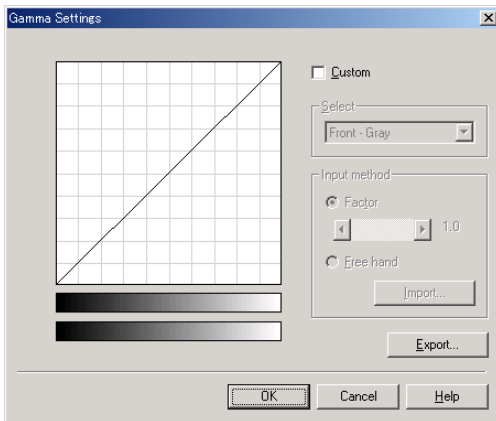 Gamma Settings
Custom
Select
Front - Gray
Input method
Factor
1.0
Free hand
Import...
Export...
OK
Cancel
Help